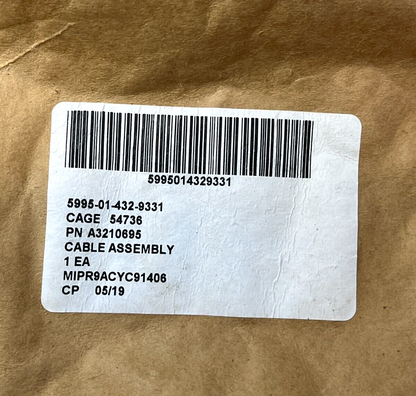 5995014329331
5995-01-432-9331
CAGE 54736
PN A3210695
CABLE ASSEMBLY
1 EA
MIPR9ACYC91406
CP 05/19